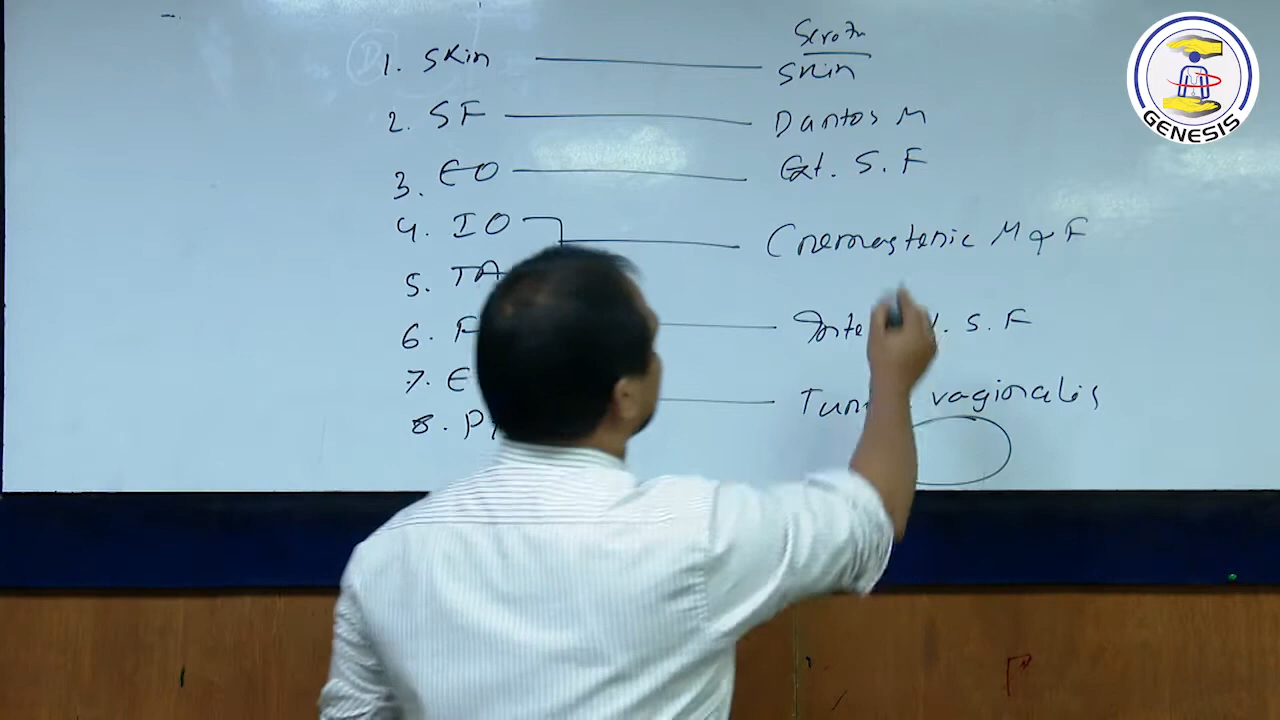 Scrotm
1. Skin Skin
2. SF Dartos M
3. EO Ext. S. F
4. IO Cremasteric M & F
5. TA
6. F S. F
7. E vaginalis
8. P
GENESIS